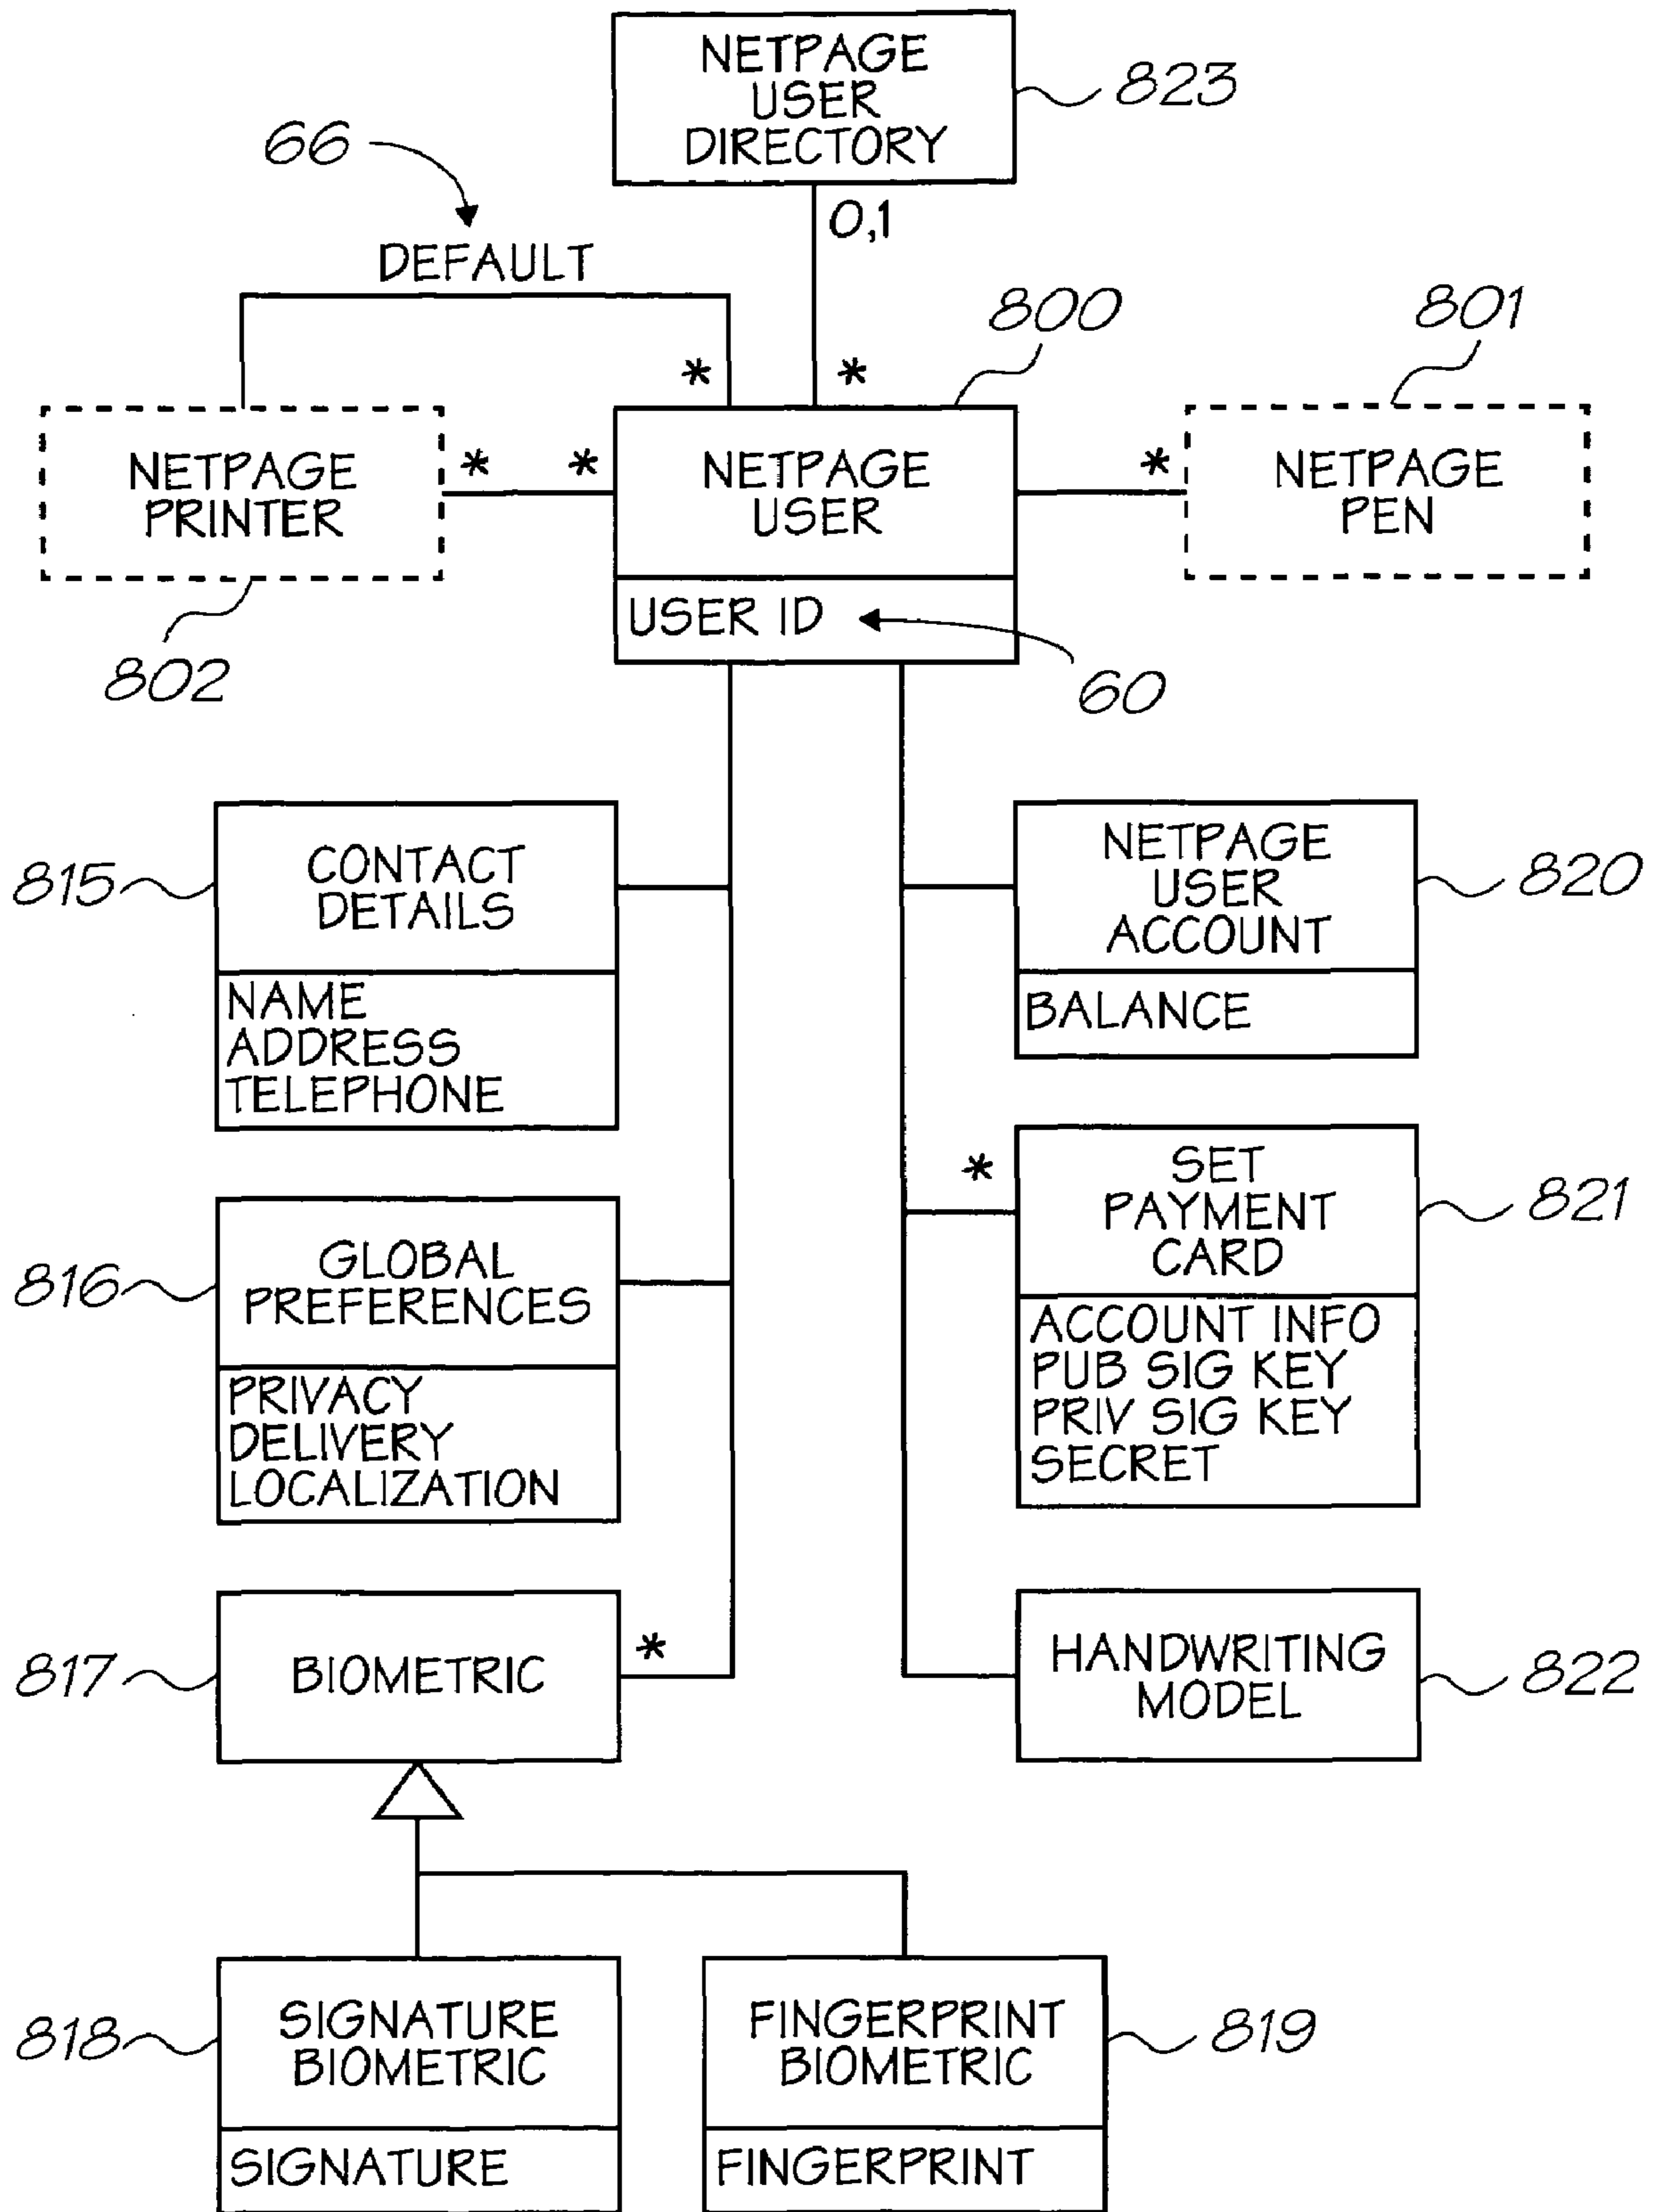 NETPAGE
USER
DIRECTORY
823
66
0,1
DEFAULT
800
801
*
*
NETPAGE
PRINTER
*
*
NETPAGE
USER
*
NETPAGE
PEN
USER ID
802
60
815
CONTACT
DETAILS
NAME
ADDRESS
TELEPHONE
NETPAGE
USER
ACCOUNT
820
BALANCE
816
GLOBAL
PREFERENCES
PRIVACY
DELIVERY
LOCALIZATION
*
SET
PAYMENT
CARD
821
ACCOUNT INFO
PUB SIG KEY
PRIV SIG KEY
SECRET
817
BIOMETRIC
*
HANDWRITING
MODEL
822
818
SIGNATURE
BIOMETRIC
SIGNATURE
FINGERPRINT
BIOMETRIC
819
FINGERPRINT